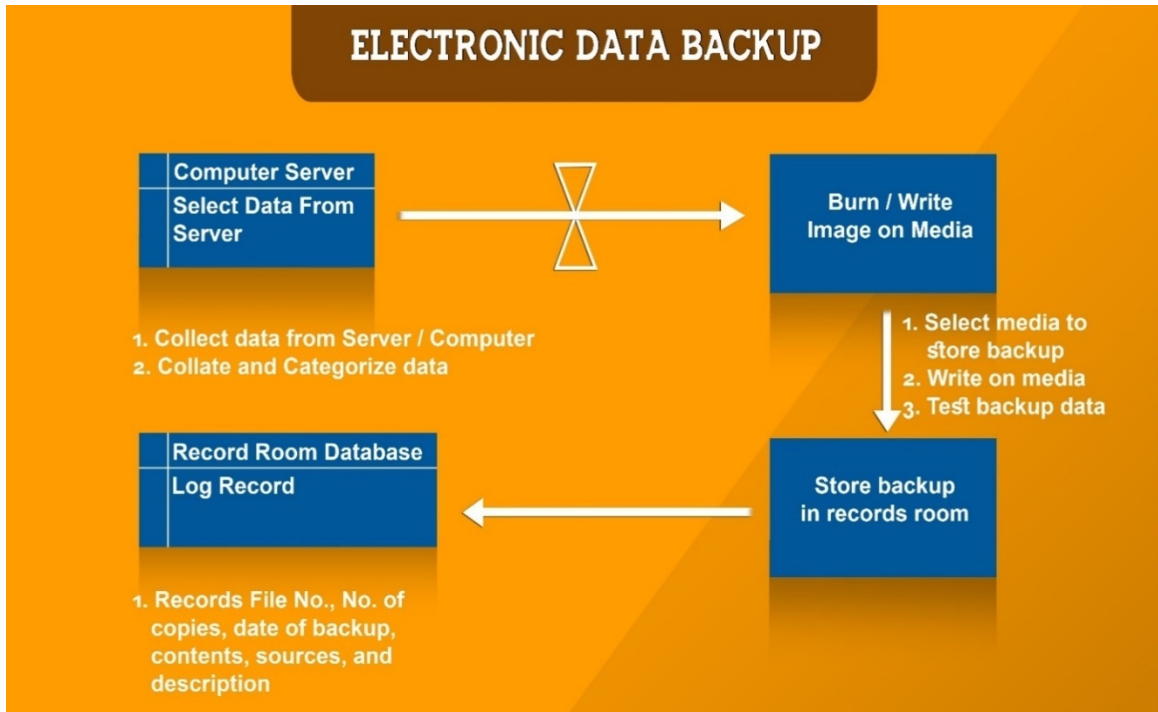 ELECTRONIC DATA BACKUP
Computer Server
Select Data From
Server
1. Collect data from Server / Computer
2. Collate and Categorize data
Burn / Write
Image on Media
1. Select media to
store backup
2. Write on media
3. Test backup data
Store backup
in records room
Record Room Database
Log Record
1. Records File No., No. of
copies, date of backup,
contents, sources, and
description